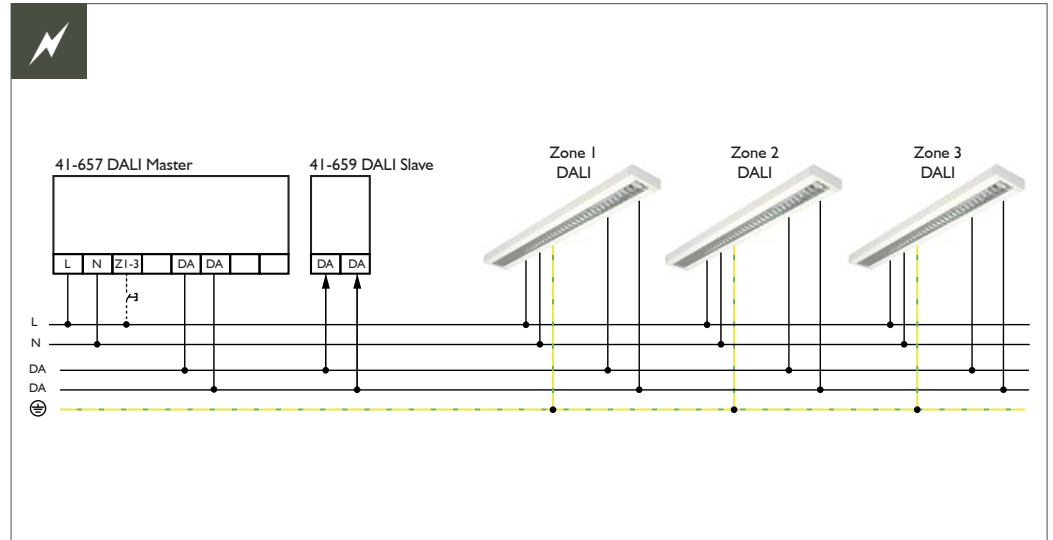 41-657 DALI Master
41-659 DALI Slave
Zone 1
DALI
Zone 2
DALI
Zone 3
DALI
L N Z1-3 DA DA
DA DA
L
N
DA
DA